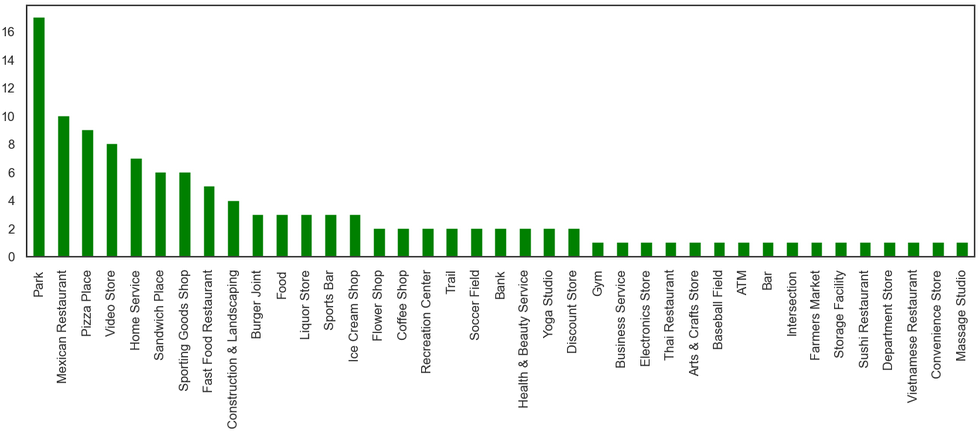 16
14
12
10
8
6
4
2
0
Park
Mexican Restaurant
Pizza Place
Video Store
Home Service
Sandwich Place
Sporting Goods Shop
Fast Food Restaurant
Construction & Landscaping
Burger Joint
Food
Liquor Store
Sports Bar
Ice Cream Shop
Flower Shop
Coffee Shop
Recreation Center
Trail
Soccer Field
Bank
Health & Beauty Service
Yoga Studio
Discount Store
Gym
Business Service
Electronics Store
Thai Restaurant
Arts & Crafts Store
Baseball Field
ATM
Bar
Intersection
Farmers Market
Storage Facility
Sushi Restaurant
Department Store
Vietnamese Restaurant
Convenience Store
Massage Studio